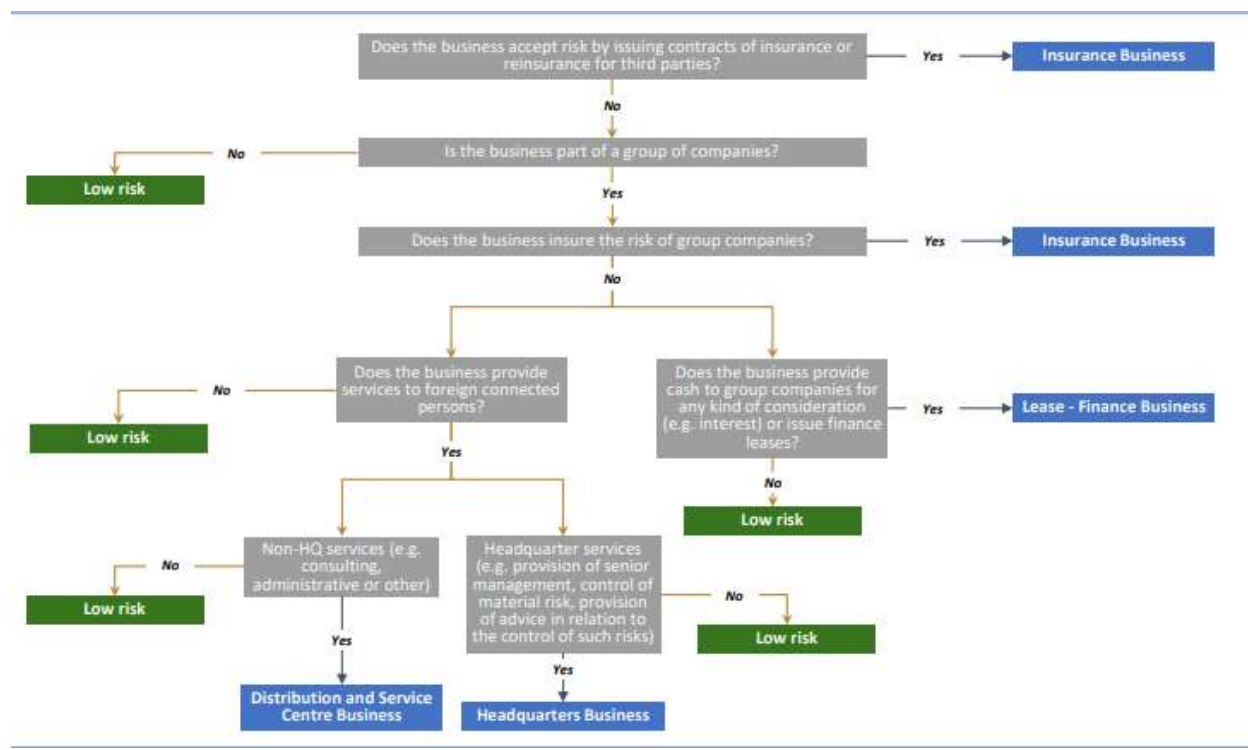 Does the business accept risk by issuing contracts of insurance or
reinsurance for third parties?
Yes
Insurance Business
No
Is the business part of a group of companies?
No
Low risk
Yes
Does the business insure the risk of group companies?
Yes
Insurance Business
No
Does the business provide
services to foreign connected
persons?
No
Low risk
Does the business provide
cash to group companies for
any kind of consideration
(e.g. interest) or issue finance
leases?
Yes
Lease - Finance Business
Yes
No
Low risk
Non-HQ services (e.g.
consulting,
administrative or other)
No
Low risk
Headquarter services
(e.g. provision of senior
management, control of
material risk, provision
of advice in relation to
the control of such risks)
No
Low risk
Yes
Distribution and Service
Centre Business
Yes
Headquarters Business